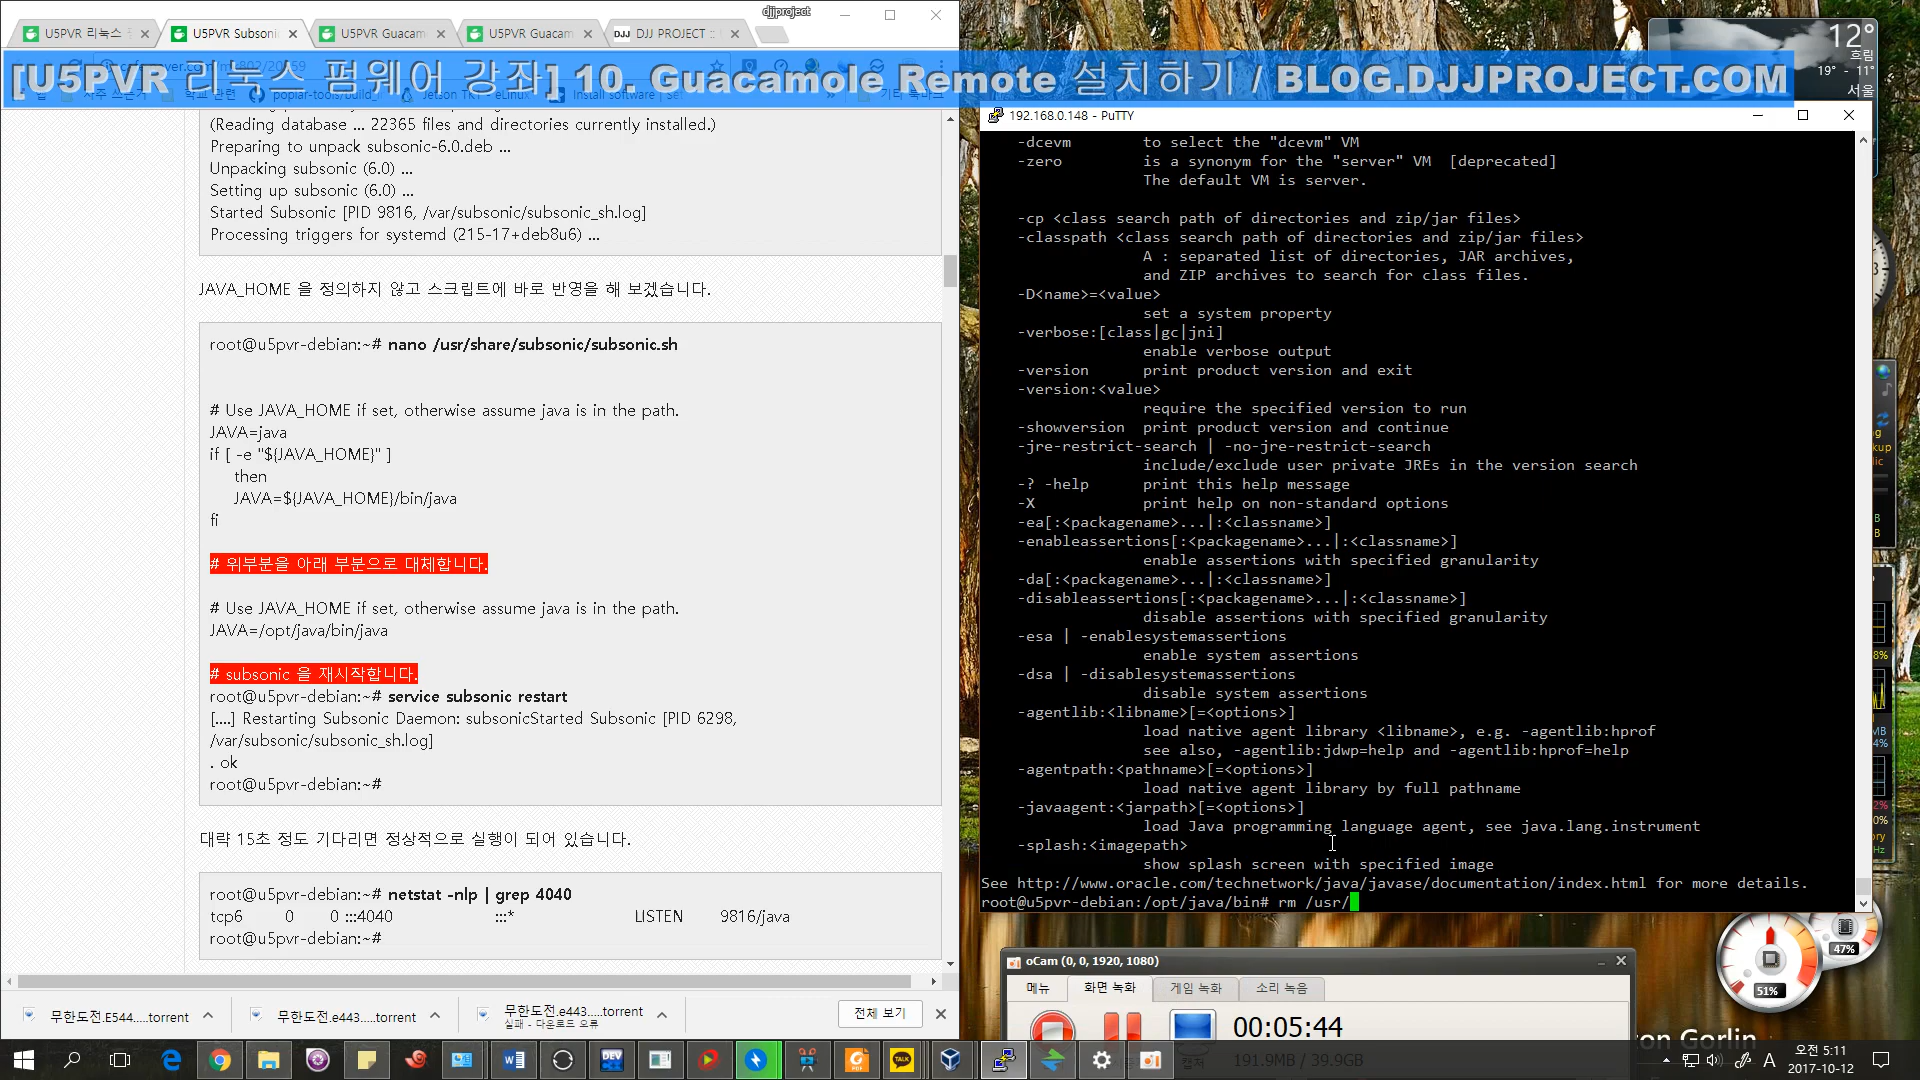 djjproject
U5PVR 리눅스
U5PVR Subsoni
U5PVR Guacam
U5PVR Guacam
DJJ DJJ PROJECT ::
[U5PVR 리눅스 펌웨어 강좌] 10. Guacamole Remote 설치하기 / BLOG.DJJPROJECT.COM
(Reading database ... 22365 files and directories currently installed.)
Preparing to unpack subsonic-6.0.deb ...
Unpacking subsonic (6.0) ...
Setting up subsonic (6.0) ...
Started Subsonic [PID 9816, /var/subsonic/subsonic_sh.log]
Processing triggers for systemd (215-17+deb8u6) ...
JAVA_HOME 을 정의하지 않고 스크립트에 바로 반영을 해 보겠습니다.
root@u5pvr-debian:~# nano /usr/share/subsonic/subsonic.sh
# Use JAVA_HOME if set, otherwise assume java is in the path.
JAVA=java
if [ -e "${JAVA_HOME}" ]
then
JAVA=${JAVA_HOME}/bin/java
fi
# 위부분을 아래 부분으로 대체합니다.
# Use JAVA_HOME if set, otherwise assume java is in the path.
JAVA=/opt/java/bin/java
# subsonic 을 재시작합니다.
root@u5pvr-debian:~# service subsonic restart
[....] Restarting Subsonic Daemon: subsonicStarted Subsonic [PID 6298,
/var/subsonic/subsonic_sh.log]
. ok
root@u5pvr-debian:~#
대략 15초 정도 기다리면 정상적으로 실행이 되어 있습니다.
root@u5pvr-debian:~# netstat -nlp | grep 4040
tcp6 0 0 :::4040 :::* LISTEN 9816/java
root@u5pvr-debian:~#
무한도전.E544.....torrent
무한도전.e443.....torrent
무한도전.e443.....torrent
실패 - 다운로드 오류
전체 보기
192.168.0.148 - PuTTY
-dcevm to select the "dcevm" VM
-zero is a synonym for the "server" VM [deprecated]
The default VM is server.
-cp <class search path of directories and zip/jar files>
-classpath <class search path of directories and zip/jar files>
A : separated list of directories, JAR archives,
and ZIP archives to search for class files.
-D<name>=<value>
set a system property
-verbose:[class|gc|jni]
enable verbose output
-version print product version and exit
-version:<value>
require the specified version to run
-showversion print product version and continue
-jre-restrict-search | -no-jre-restrict-search
include/exclude user private JREs in the version search
-? -help print this help message
-X print help on non-standard options
-ea[:<packagename>...|:<classname>]
-enableassertions[:<packagename>...|:<classname>]
enable assertions with specified granularity
-da[:<packagename>...|:<classname>]
-disableassertions[:<packagename>...|:<classname>]
disable assertions with specified granularity
-esa | -enablesystemassertions
enable system assertions
-dsa | -disablesystemassertions
disable system assertions
-agentlib:<libname>[=<options>]
load native agent library <libname>, e.g. -agentlib:hprof
see also, -agentlib:jdwp=help and -agentlib:hprof=help
-agentpath:<pathname>[=<options>]
load native agent library by full pathname
-javaagent:<jarpath>[=<options>]
load Java programming language agent, see java.lang.instrument
-splash:<imagepath>
show splash screen with specified image
See http://www.oracle.com/technetwork/java/javase/documentation/index.html for more details.
root@u5pvr-debian:/opt/java/bin# rm /usr/
12°
흐림
19° - 11°
서울
47%
51%
oCam (0, 0, 1920, 1080)
메뉴
화면 녹화
게임 녹화
소리 녹음
00:05:44
191.9MB / 39.9GB
on Gorlin
A
오전 5:11
2017-10-12